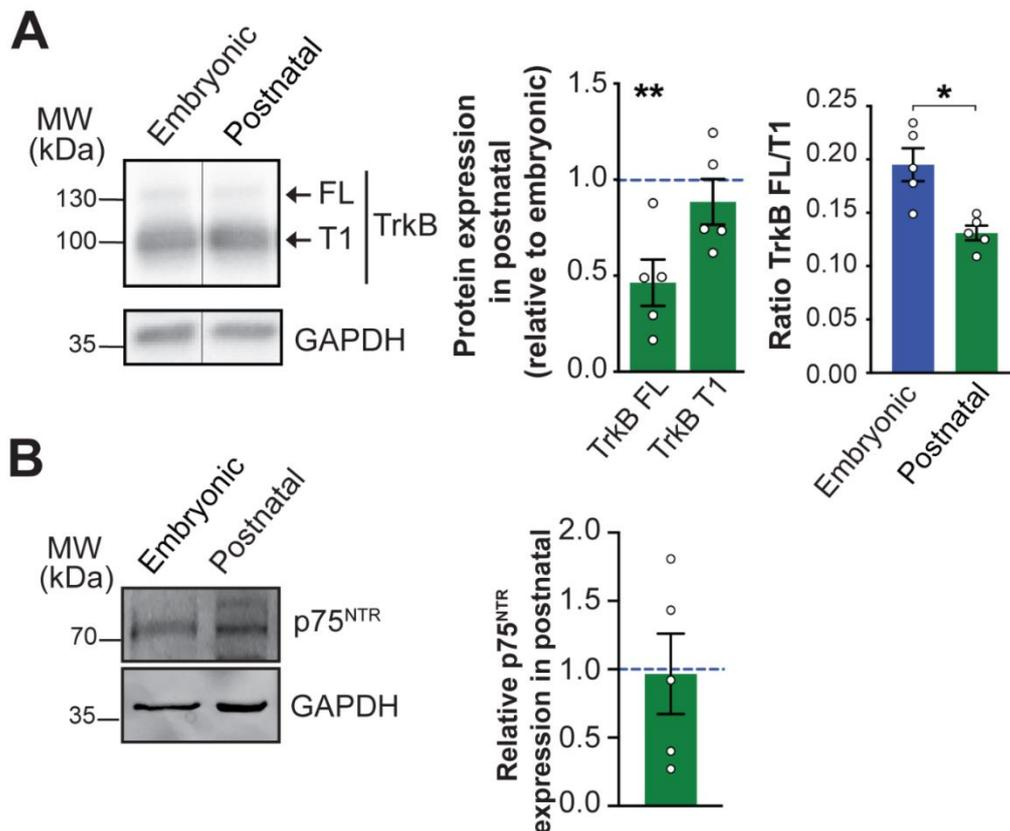 A
Embryonic
Postnatal
MW
(kDa)
130
100
FL
T1
TrkB
35
GAPDH
Protein expression
in postnatal
(relative to embryonic)
1.5
1.0
0.5
0.0
**
TrkB FL
TrkB T1
Ratio TrkB FL/T1
0.25
0.20
0.15
0.10
0.05
0.00
*
Embryonic
Postnatal
B
Embryonic
Postnatal
MW
(kDa)
70
p75NTR
35
GAPDH
Relative p75NTR
expression in postnatal
2.0
1.5
1.0
0.5
0.0